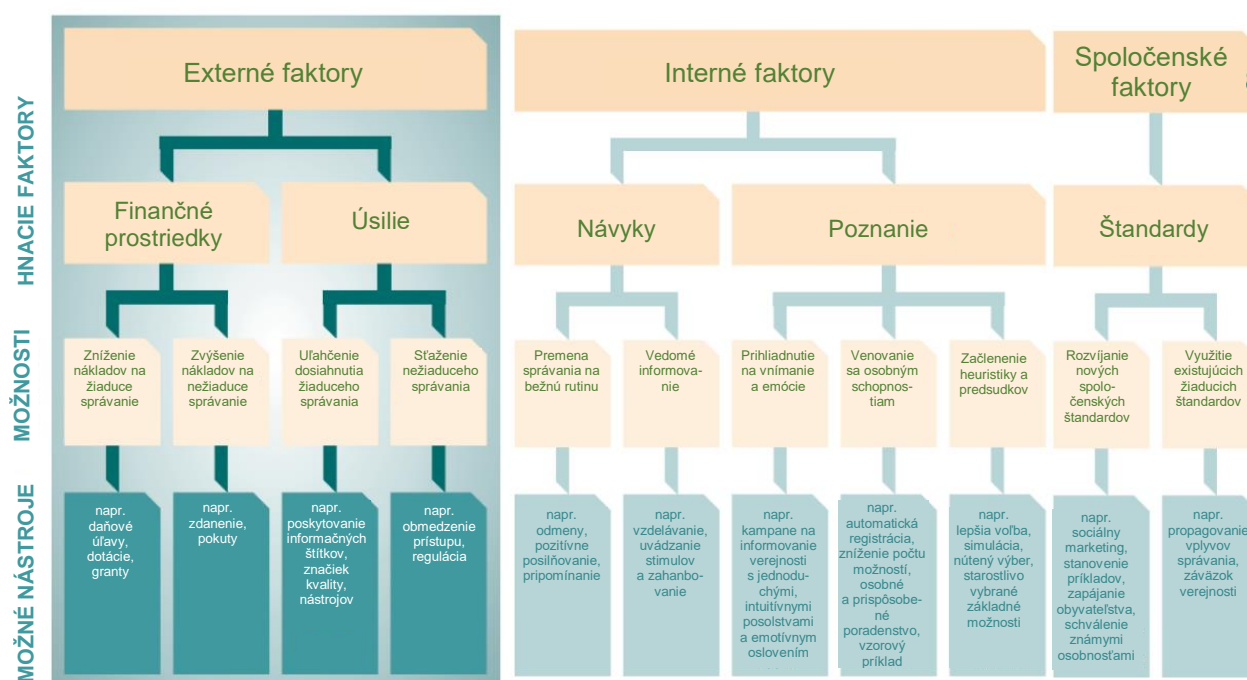 Externé faktory
Interné faktory
Spoločenské
faktory
HNACIE FAKTORY
Finančné
prostriedky
Úsilie
Návyky
Poznanie
Štandardy
MOŽNOSTI
Zníženie
nákladov na
žiaduce
správanie
Zvýšenie
nákladov na
nežiaduce
správanie
Uľahčenie
dosiahnutia
žiaduceho
správania
Sťaženie
nežiaduceho
správania
Premena
správania na
bežnú rutinu
Vedomé
informova-
nie
Prihliadnutie
na vnímanie
a emócie
Venovanie
sa osobným
schopnos-
tiam
Začlenenie
heuristiky a
predsudkov
Rozvíjanie
nových
spolo-
čenských
štandardov
Využitie
existujúcich
žiaducich
štandardov
MOŽNÉ NÁSTROJE
napr.
daňové
úľavy,
dotácie,
granty
napr.
zdanenie,
pokuty
napr.
poskytovanie
informačných
štítkov,
značiek
kvality,
nástrojov
napr.
obmedzenie
prístupu,
regulácia
napr.
odmeny,
pozitívne
posilňovanie,
pripomínanie
napr.
vzdelávanie,
uvádzanie
stimulov
a zahanbo-
vanie
napr.
kampane na
informovanie
verejnosti
s jednodu-
chými,
intuitívnymi
posolstvami
a emotívnym
oslovením
napr.
automatická
registrácia,
zníženie počtu
možností,
osobné
a prispôsobe-
né
poradenstvo,
vzorový
príklad
napr.
lepšia voľba,
simulácia,
nútený výber,
starostlivo
vybrané
základné
možnosti
napr.
sociálny
marketing,
stanovenie
príkladov,
zapájanie
obyvateľstva,
schválenie
známymi
osobnosťami
napr.
propagovanie
vplyvov
správania,
záväzok
verejnosti